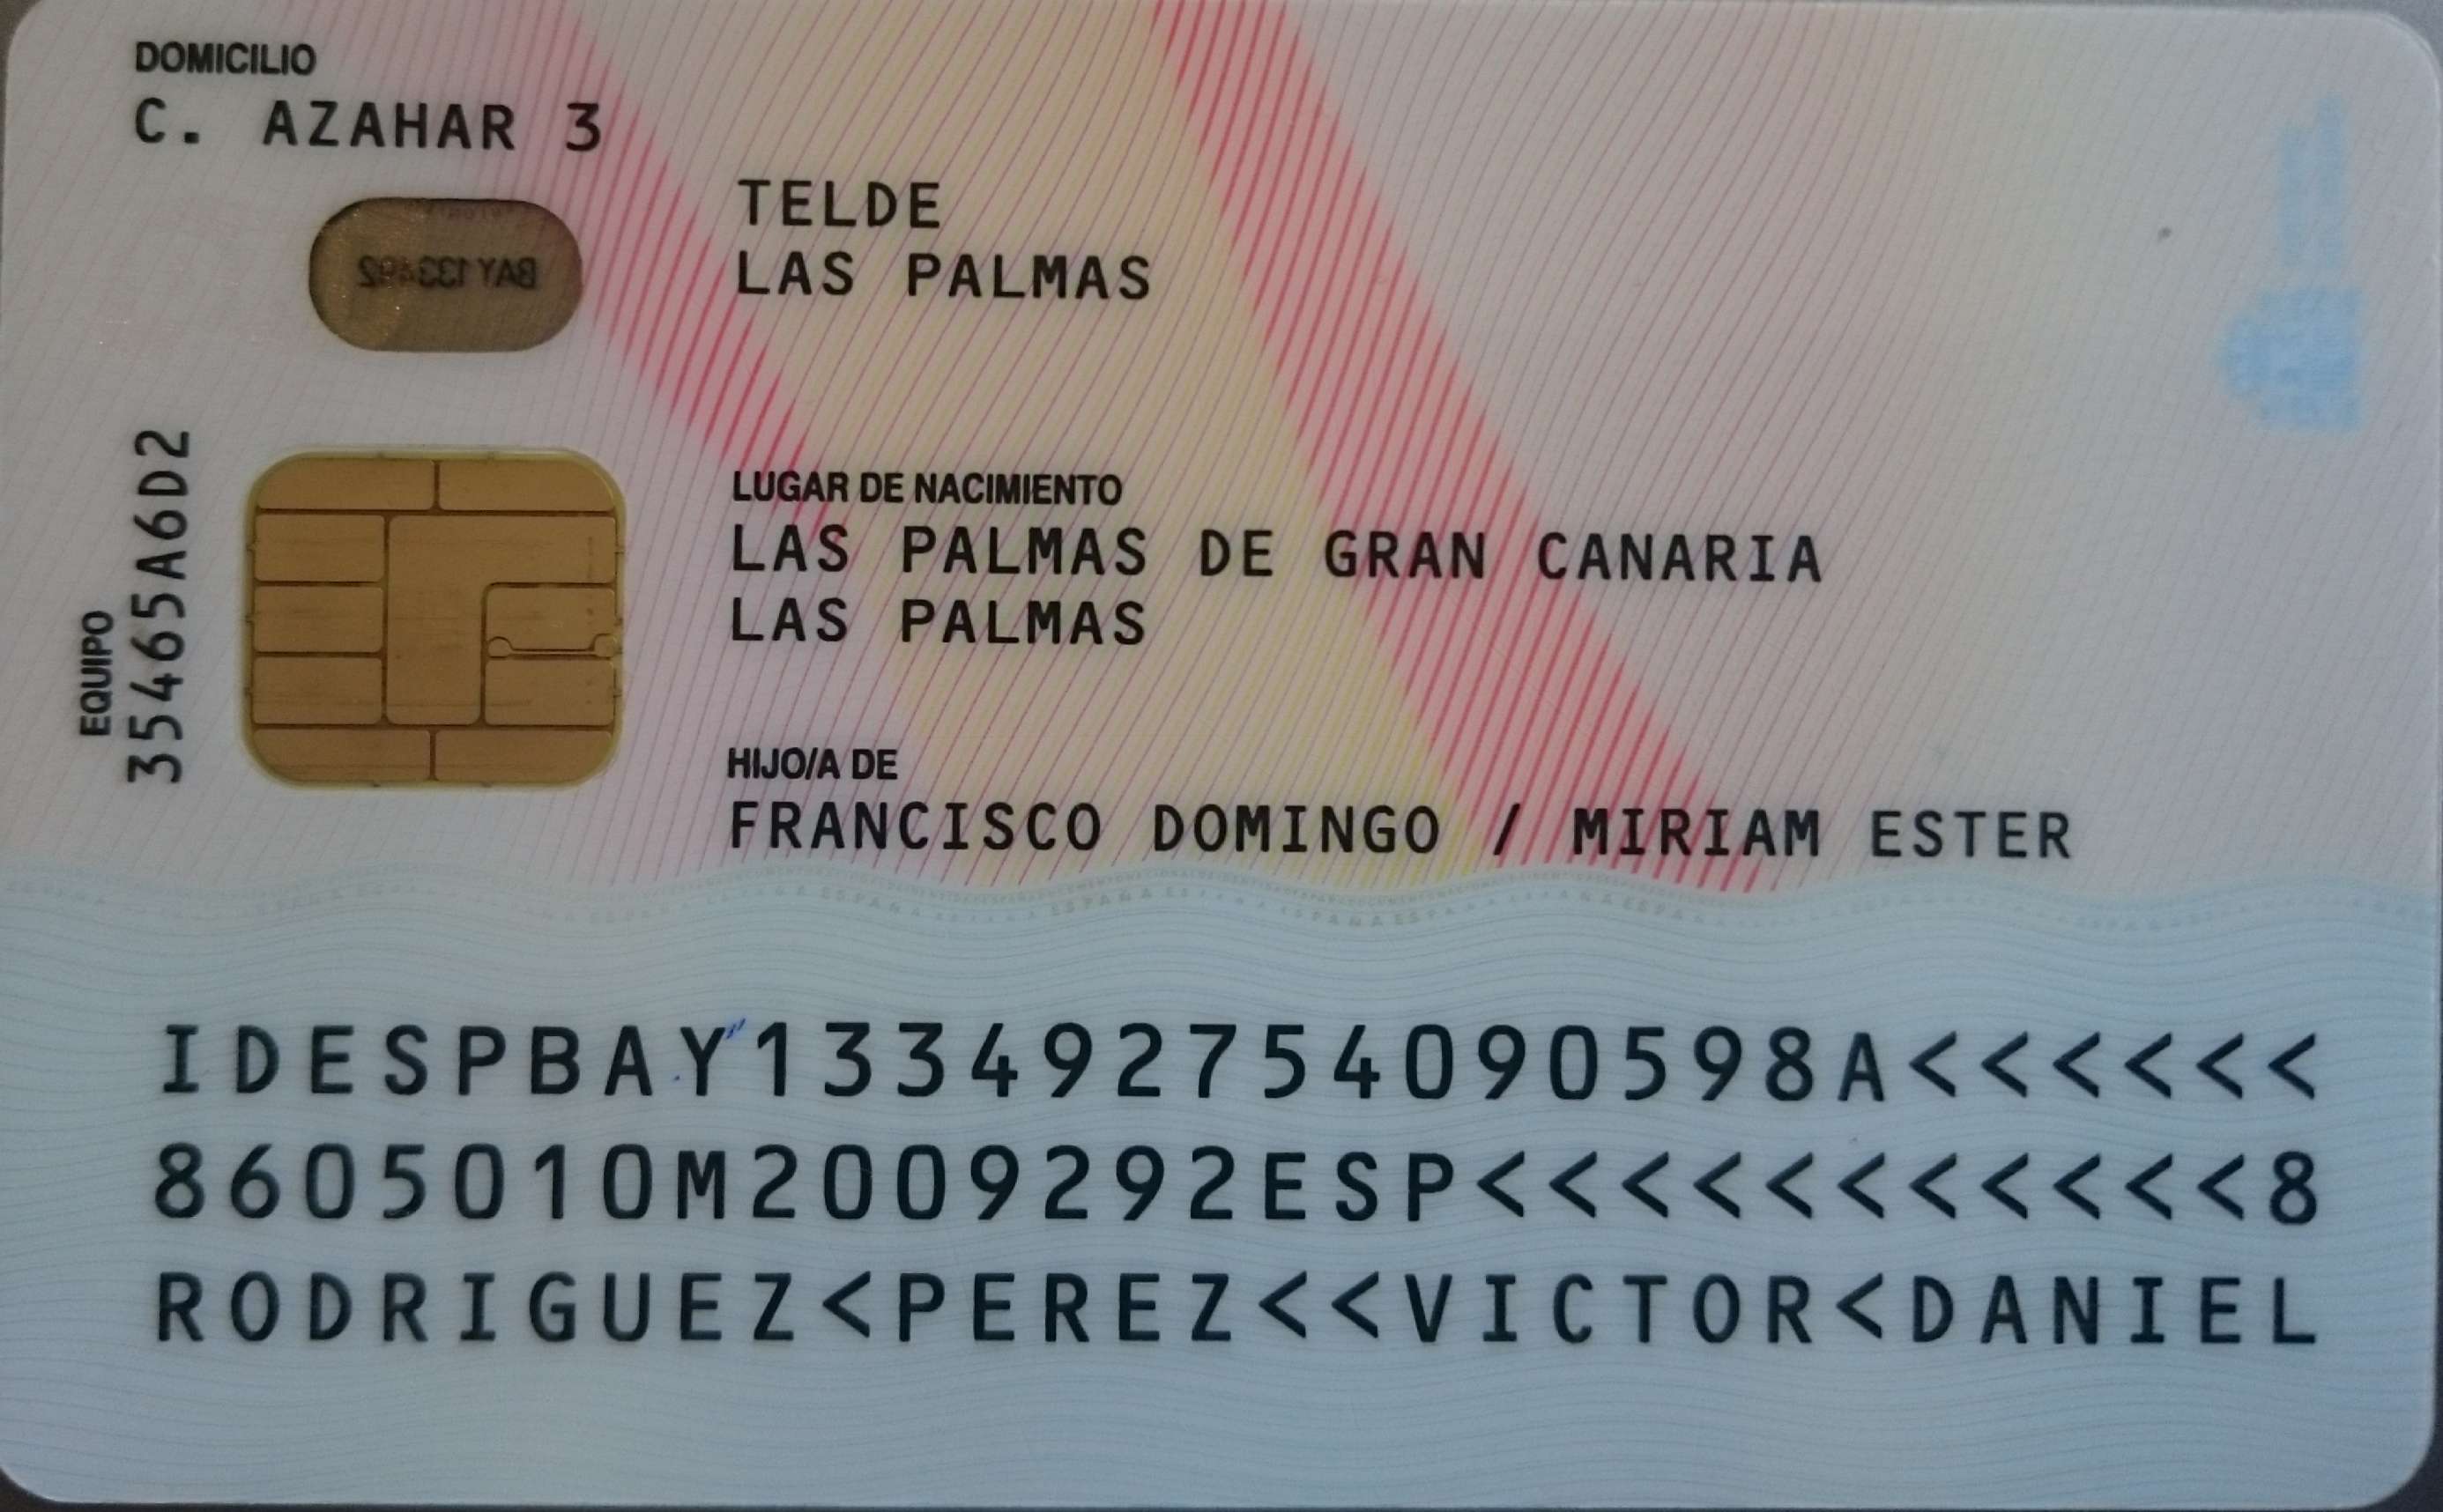 DOMICILIO
C. AZAHAR 3
TELDE
LAS PALMAS
EQUIPO
35465A6D2
LUGAR DE NACIMIENTO
LAS PALMAS DE GRAN CANARIA
LAS PALMAS
HIJO/A DE
FRANCISCO DOMINGO / MIRIAM ESTER
IDESPBAY133492754090598A<<<<<<
8605010M2009292ESP<<<<<<<<<<<8
RODRIGUEZ<PEREZ<<VICTOR<DANIEL